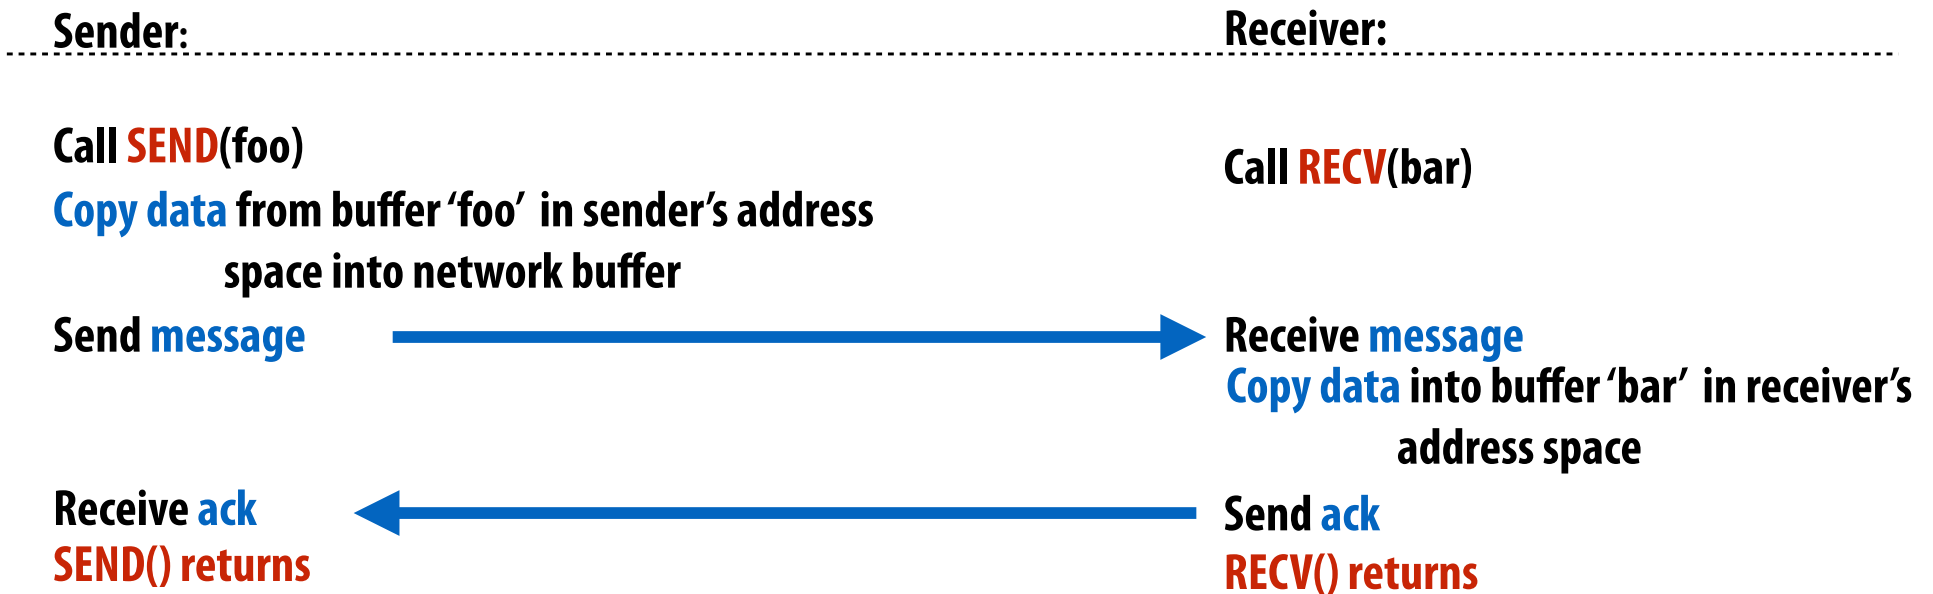 Sender:
Receiver:
Call SEND(foo)
Call RECV(bar)
Copy data from buffer ‘foo’ in sender’s address
space into network buffer
Send message
Receive message
Copy data into buffer ‘bar’ in receiver’s
address space
Receive ack
Send ack
SEND() returns
RECV() returns